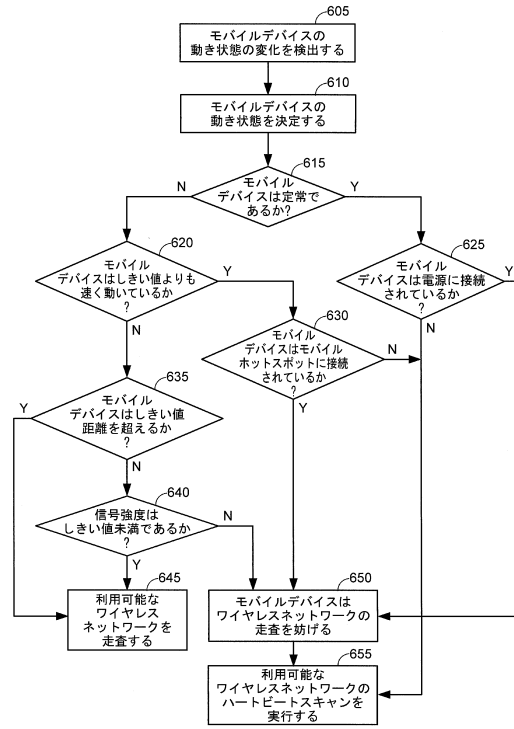 605
モバイルデバイスの
動き状態の変化を検出する
610
モバイルデバイスの
動き状態を決定する
615
モバイル
デバイスは定常で
あるか?
N
Y
620
モバイル
デバイスはしきい値よりも
速く動いているか
?
Y
N
625
モバイル
デバイスは電源に接続
されているか
?
Y
N
630
モバイル
デバイスはモバイル
ホットスポットに接続
されているか
?
N
Y
635
モバイル
デバイスはしきい値
距離を超えるか
?
Y
N
640
信号強度は
しきい値未満であるか
?
N
Y
645
利用可能な
ワイヤレス
ネットワークを
走査する
650
モバイルデバイスは
ワイヤレスネットワークの
走査を妨げる
655
利用可能な
ワイヤレスネットワークの
ハートビートスキャンを
実行する